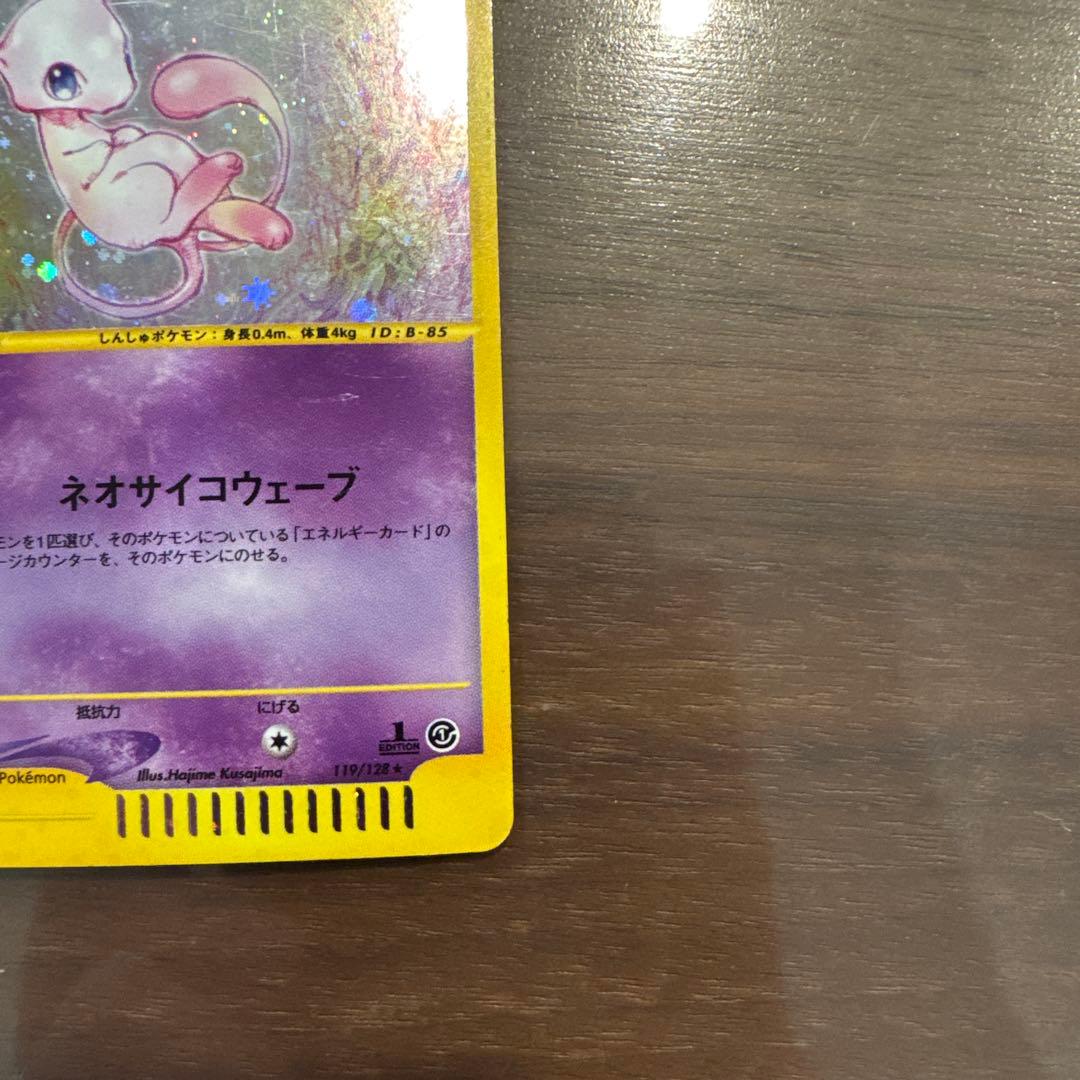 しんしゅポケモン：身長0.4m、体重4kg ID:B-85
ネオサイコウェーブ
モンを1匹選び、そのポケモンについている「エネルギーカード」の
ージカウンターを、そのポケモンにのせる。
抵抗力 にげる
1
EDITION
Illus.Hajime Kusajima 119/128★
Pokémon